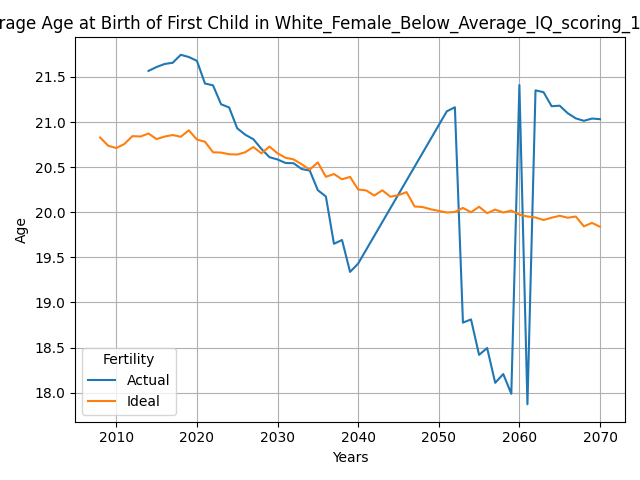 rage Age at Birth of First Child in White_Female_Below_Average_IQ_scoring_1
21.5
21.0
20.5
20.0
19.5
19.0
18.5
18.0
Age
Fertility
Actual
Ideal
2010 2020 2030 2040 2050 2060 2070
Years